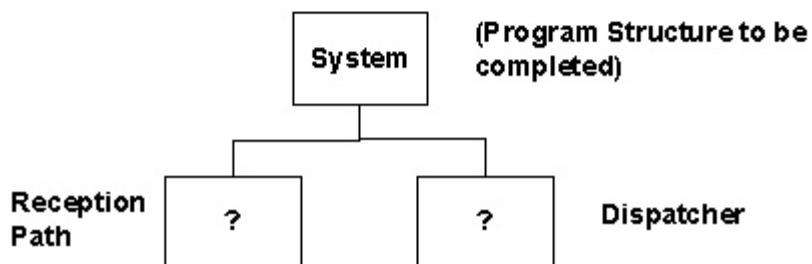 (Program Structure to be
completed)
System
Reception
Path
?
?
Dispatcher